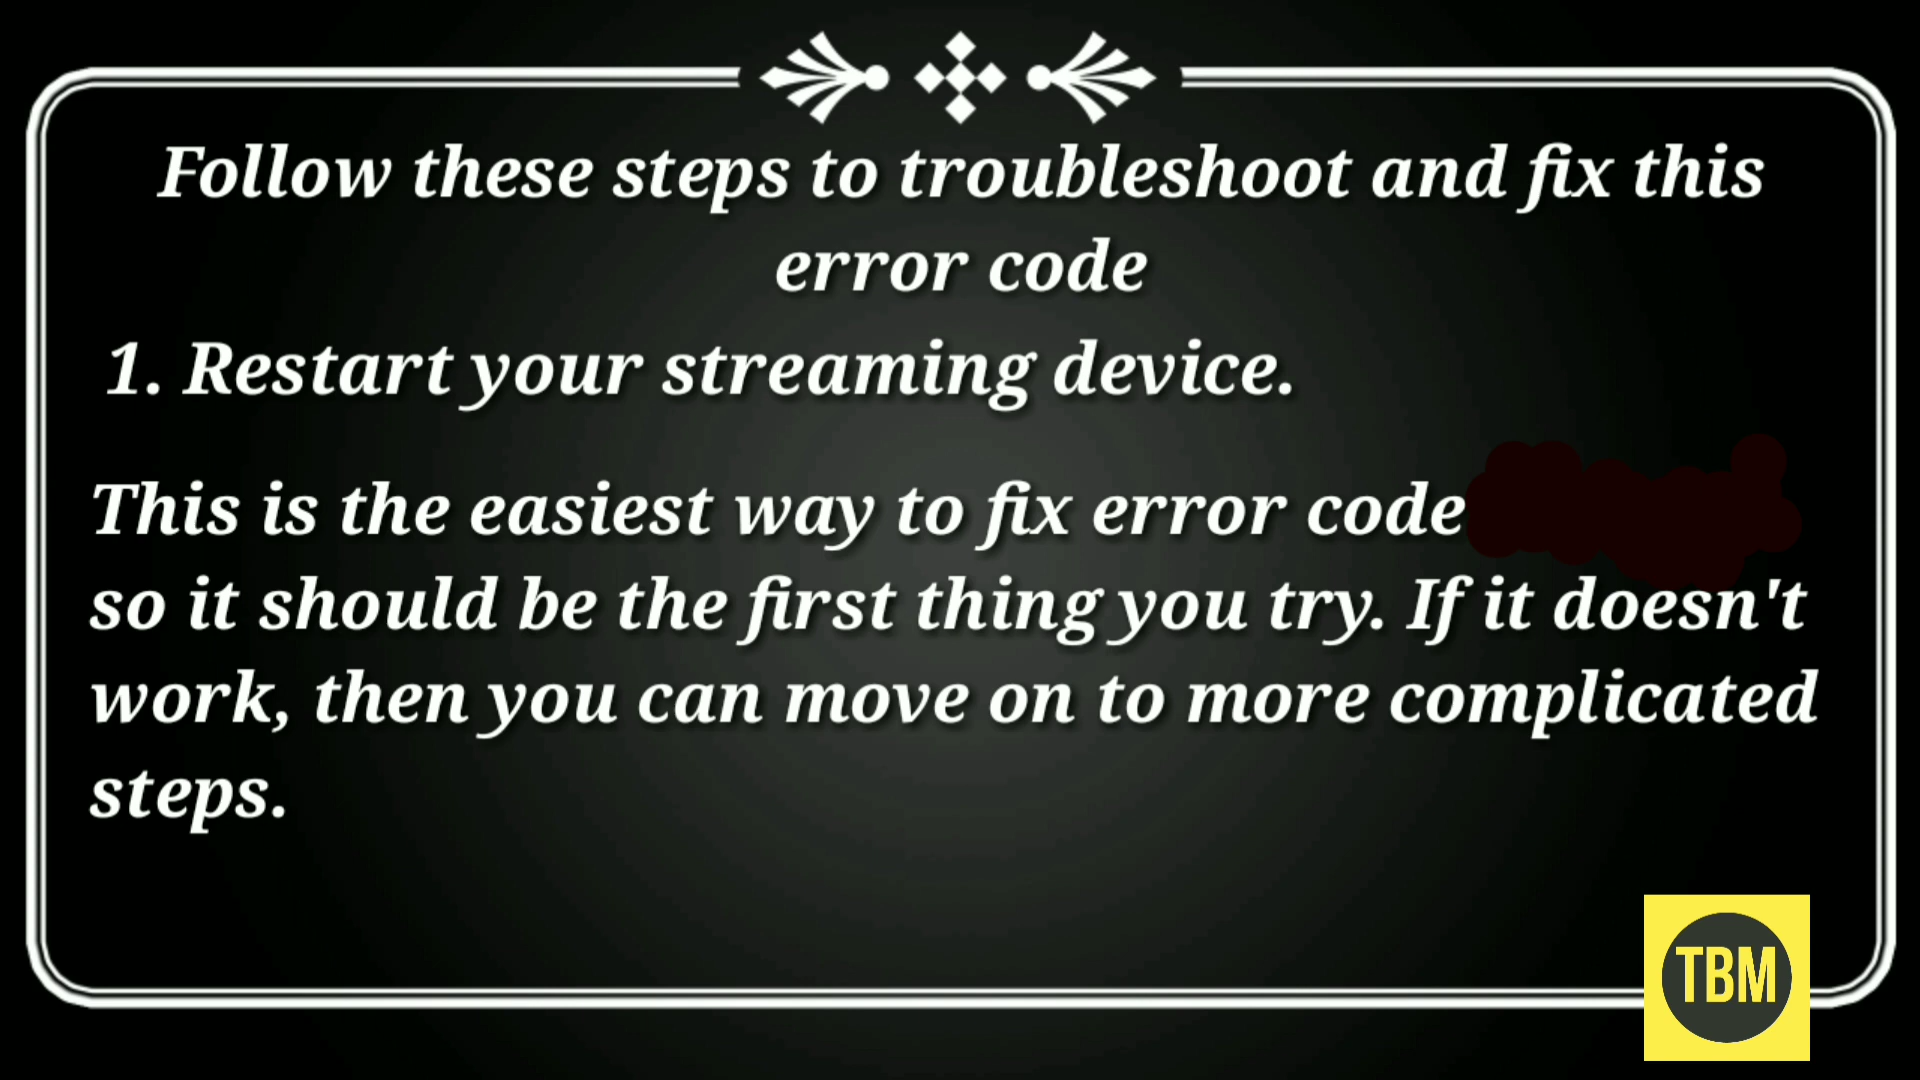 Follow these steps to troubleshoot and fix this
error code
1. Restart your streaming device.
This is the easiest way to fix error code
so it should be the first thing you try. If it doesn't
work, then you can move on to more complicated
steps.
TBM